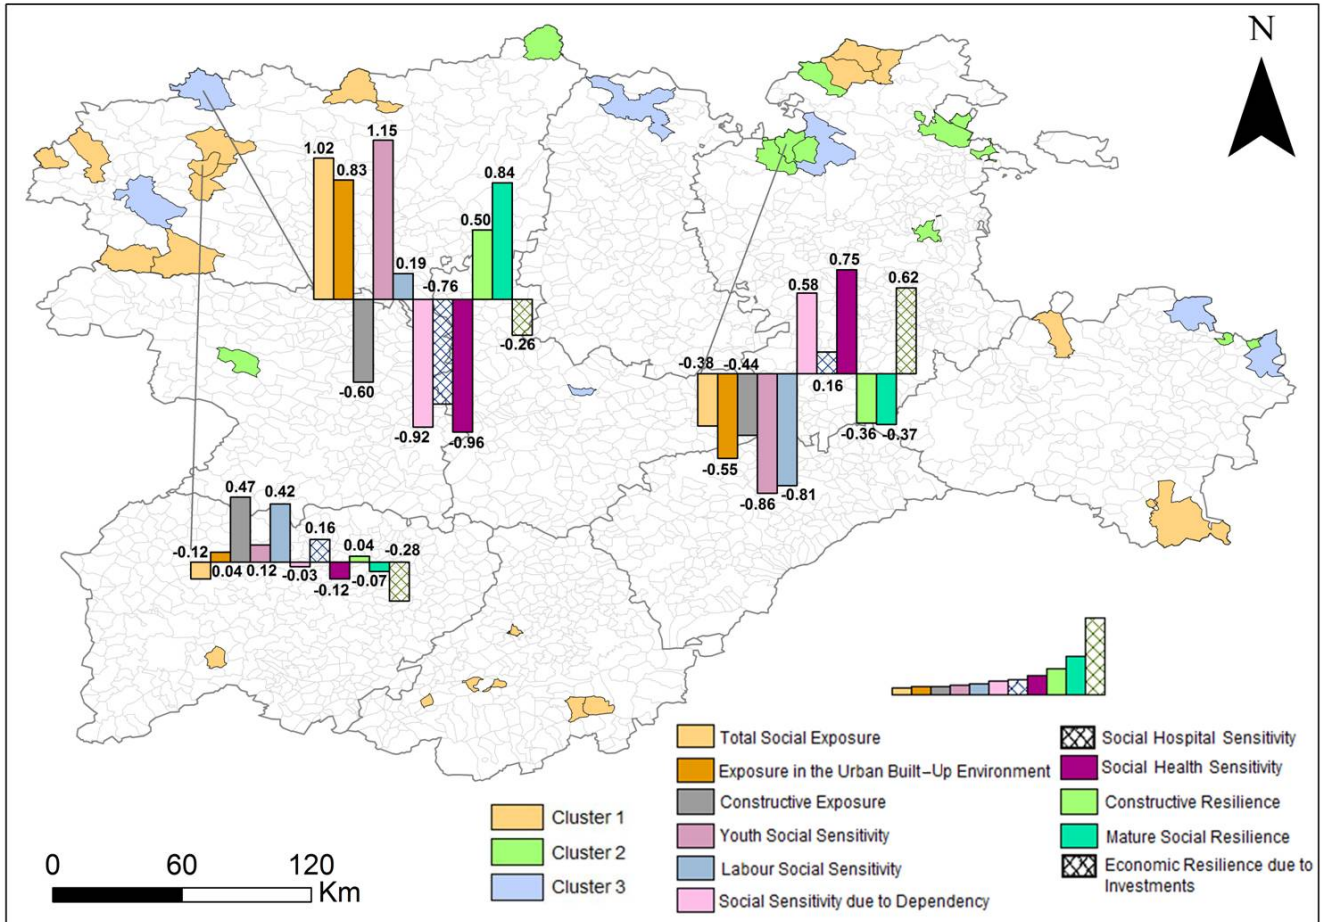 N
1.02
0.83
-0.60
1.15
0.19
-0.92
-0.76
-0.96
0.50
0.84
-0.26
-0.38
-0.55
-0.44
-0.86
-0.81
0.58
0.16
0.75
-0.36
-0.37
0.62
-0.12
0.04
0.47
0.12
0.42
-0.03
0.16
-0.12
0.04
-0.07
-0.28
0 60 120
Km
Cluster 1
Cluster 2
Cluster 3
Total Social Exposure
Exposure in the Urban Built–Up Environment
Constructive Exposure
Youth Social Sensitivity
Labour Social Sensitivity
Social Sensitivity due to Dependency
Social Hospital Sensitivity
Social Health Sensitivity
Constructive Resilience
Mature Social Resilience
Economic Resilience due to
Investments